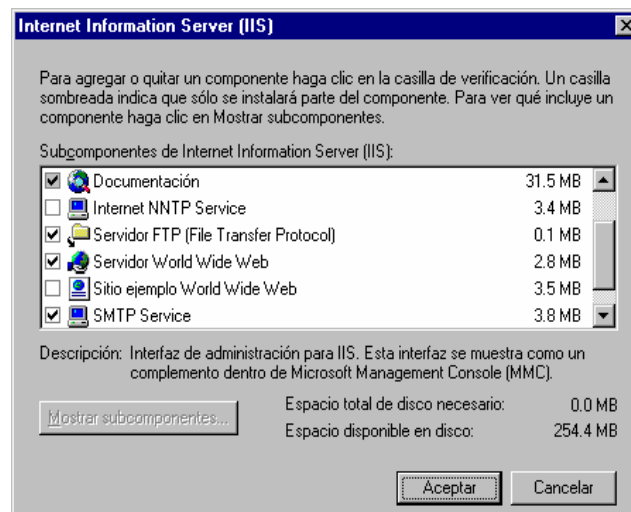 Internet Information Server (IIS)
Para agregar o quitar un componente haga clic en la casilla de verificación. Un casilla
sombreada indica que sólo se instalará parte del componente. Para ver qué incluye un
componente haga clic en Mostrar subcomponentes.
Subcomponentes de Internet Information Server (IIS):
Documentación 31.5 MB
Internet NNTP Service 3.4 MB
Servidor FTP (File Transfer Protocol) 0.1 MB
Servidor World Wide Web 2.8 MB
Sitio ejemplo World Wide Web 3.5 MB
SMTP Service 3.8 MB
Descripción: Interfaz de administración para IIS. Esta interfaz se muestra como un
complemento dentro de Microsoft Management Console (MMC).
Mostrar subcomponentes...
Espacio total de disco necesario: 0.0 MB
Espacio disponible en disco: 254.4 MB
Aceptar Cancelar